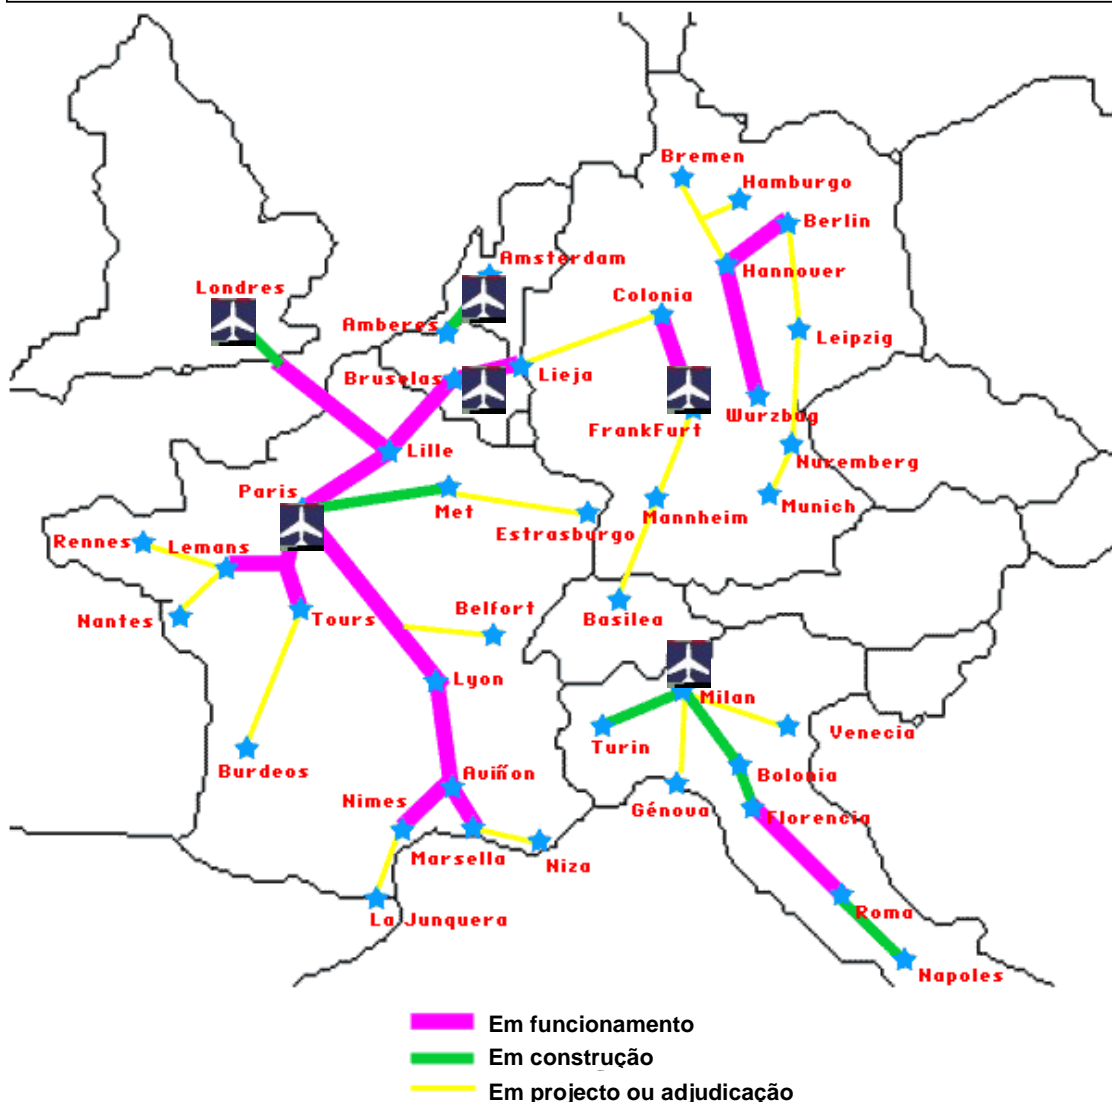 Bremen
Hamburgo
Berlin
Hannover
Amsterdam
Londres
Colonia
Amberes
Leipzig
Bruselas
Lieja
Wurzbug
FranKFurt
Lille
Nuremberg
Paris
Met
Mannheim
Munich
Estrasburgo
Rennes
Lemans
Nantes
Tours
Belfort
Basilea
Lyon
Milan
Turin
Venecia
Burdeos
Aviñon
Bolonia
Nimes
Génova
Florencia
Marsella
Niza
La Junquera
Roma
Napoles
Em funcionamento
Em construção
Em projecto ou adjudicação